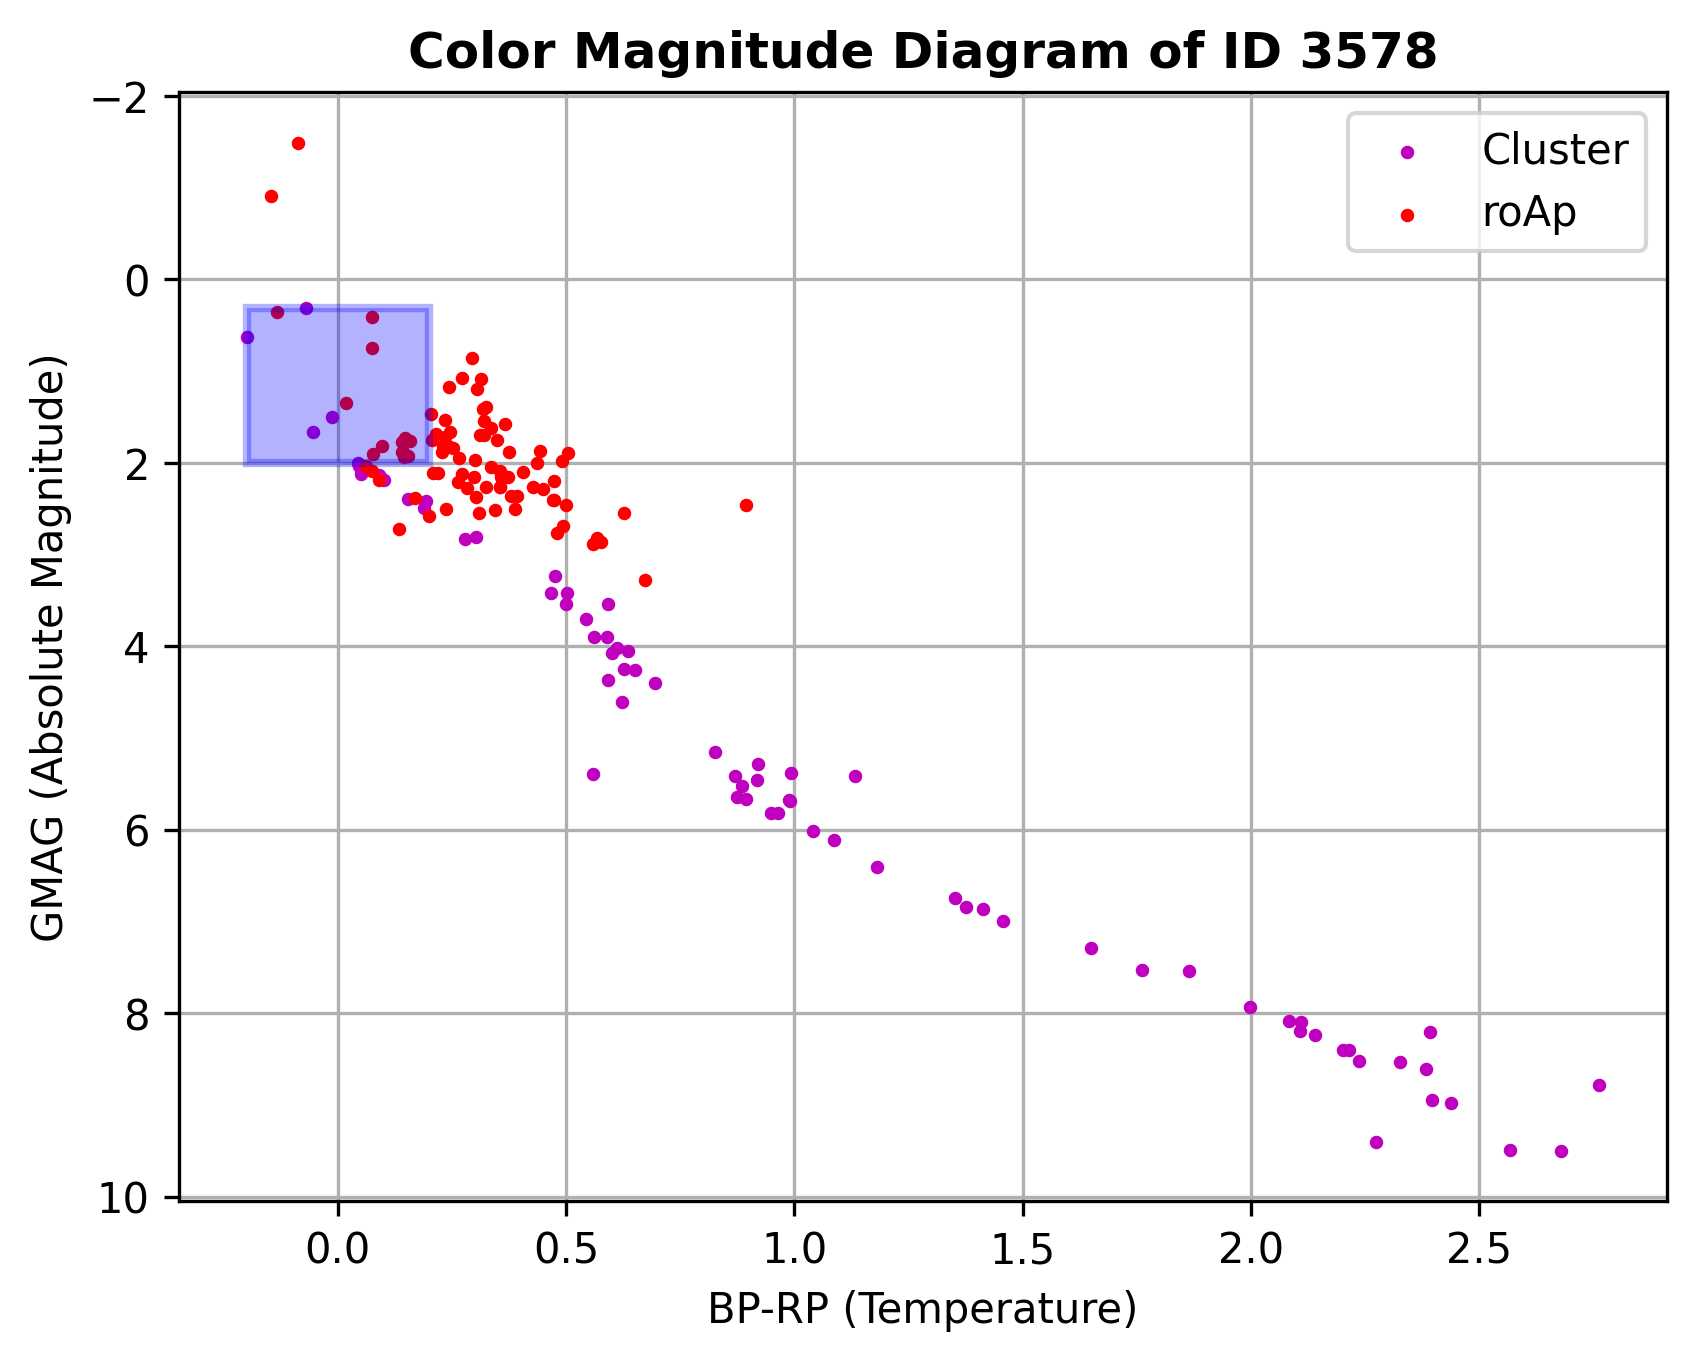 Color Magnitude Diagram of ID 3578
Cluster
roAp
−2
0
2
4
6
8
10
GMAG (Absolute Magnitude)
0.0 0.5 1.0 1.5 2.0 2.5
BP-RP (Temperature)